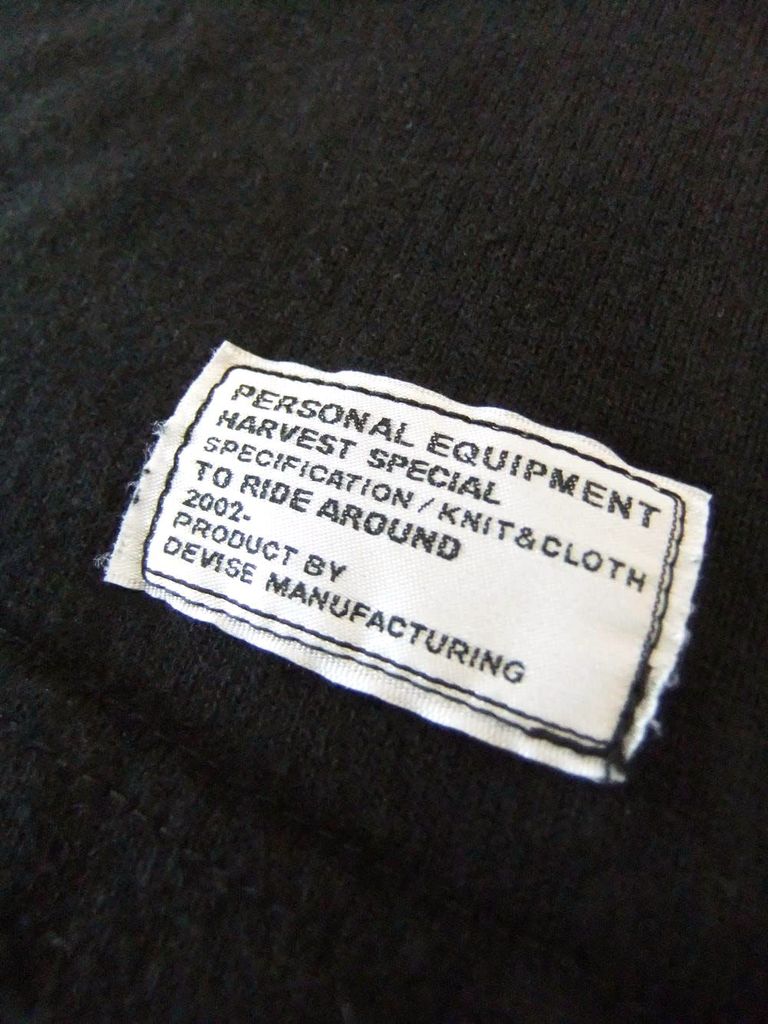 PERSONAL EQUIPMENT
HARVEST SPECIAL
SPECIFICATION / KNIT&CLOTH
TO RIDE AROUND
2002.
PRODUCT BY
DEVISE MANUFACTURING